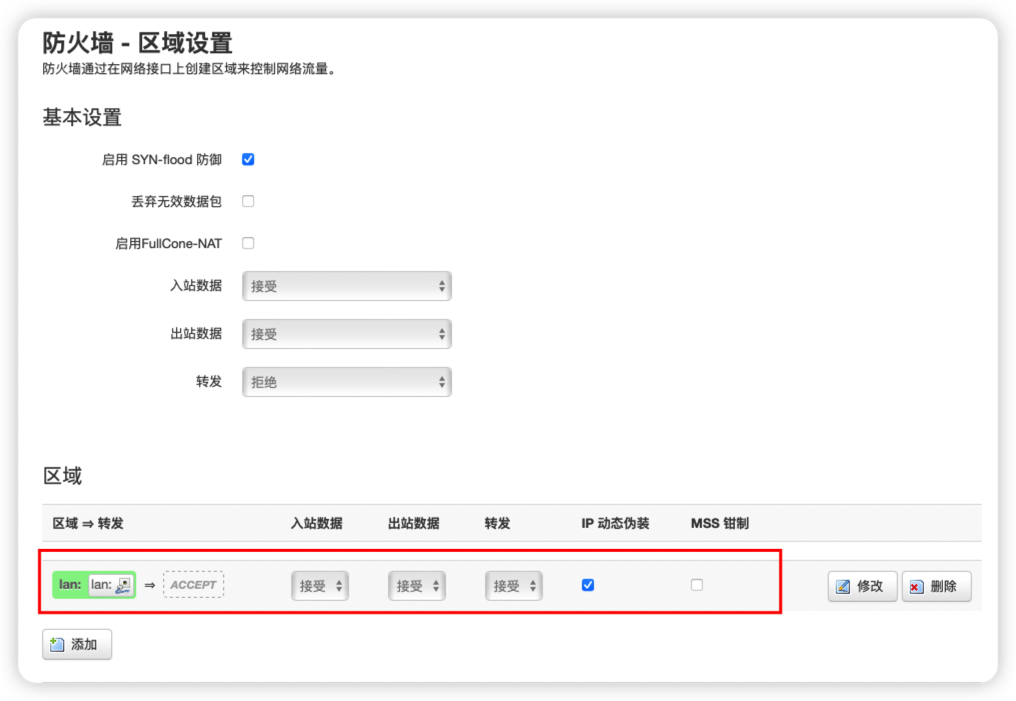 防火墙 - 区域设置
防火墙通过在网络接口上创建区域来控制网络流量。
基本设置
启用 SYN-flood 防御
丢弃无效数据包
启用FullCone-NAT
入站数据 接受
出站数据 接受
转发 拒绝
区域
区域 ⇒ 转发 入站数据 出站数据 转发 IP 动态伪装 MSS 钳制
lan: lan: ⇒ ACCEPT 接受 接受 接受 修改 删除
添加